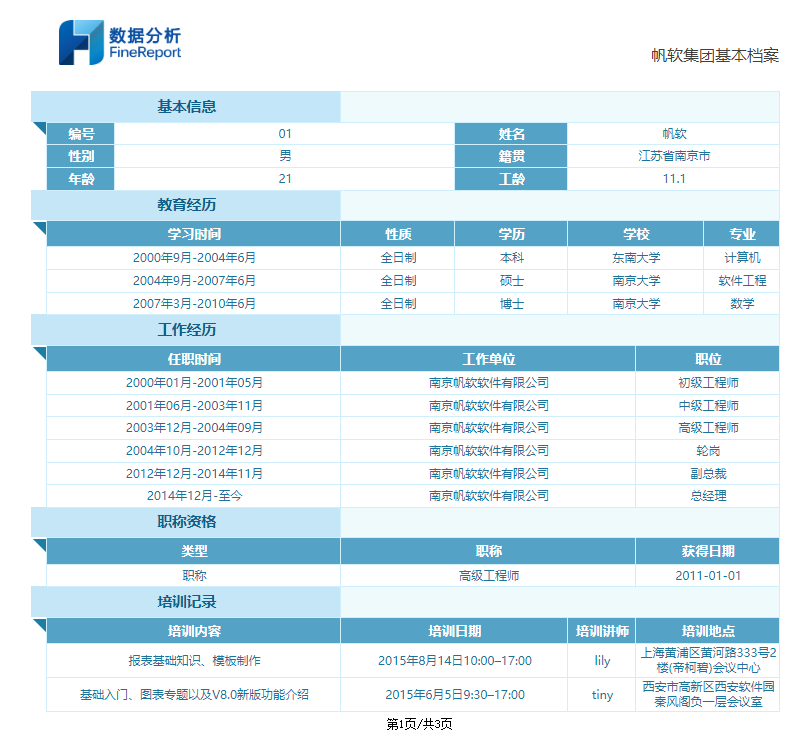 数据分析
FineReport
帆软集团基本档案
基本信息
编号 01 姓名 帆软
性别 男 籍贯 江苏省南京市
年龄 21 工龄 11.1
教育经历
学习时间 性质 学历 学校 专业
2000年9月-2004年6月 全日制 本科 东南大学 计算机
2004年9月-2007年6月 全日制 硕士 南京大学 软件工程
2007年3月-2010年6月 全日制 博士 南京大学 数学
工作经历
任职时间 工作单位 职位
2000年01月-2001年05月 南京帆软软件有限公司 初级工程师
2001年06月-2003年11月 南京帆软软件有限公司 中级工程师
2003年12月-2004年09月 南京帆软软件有限公司 高级工程师
2004年10月-2012年12月 南京帆软软件有限公司 轮岗
2012年12月-2014年11月 南京帆软软件有限公司 副总裁
2014年12月-至今 南京帆软软件有限公司 总经理
职称资格
类型 职称 获得日期
职称 高级工程师 2011-01-01
培训记录
培训内容 培训日期 培训讲师 培训地点
报表基础知识、模板制作 2015年8月14日10:00–17:00 lily 上海黄浦区黄河路333号2
楼(帝柯碧)会议中心
基础入门、图表专题以及V8.0新版功能介绍 2015年6月5日9:30–17:00 tiny 西安市高新区西安软件园
秦风阁负一层会议室
第1页/共3页